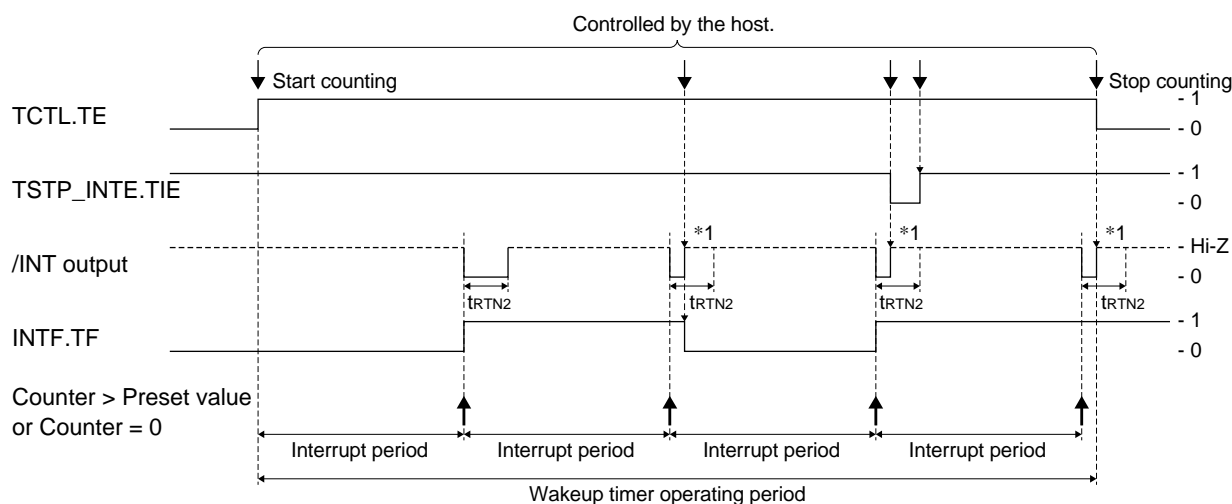 Controlled by the host.
Start counting
Stop counting
TCTL.TE
- 1
- 0
TSTP_INTE.TIE
- 1
- 0
*1
*1
*1
/INT output
- Hi-Z
- 0
tRTN2
tRTN2
tRTN2
tRTN2
INTF.TF
- 1
- 0
Counter > Preset value
or Counter = 0
Interrupt period
Interrupt period
Interrupt period
Interrupt period
Wakeup timer operating period